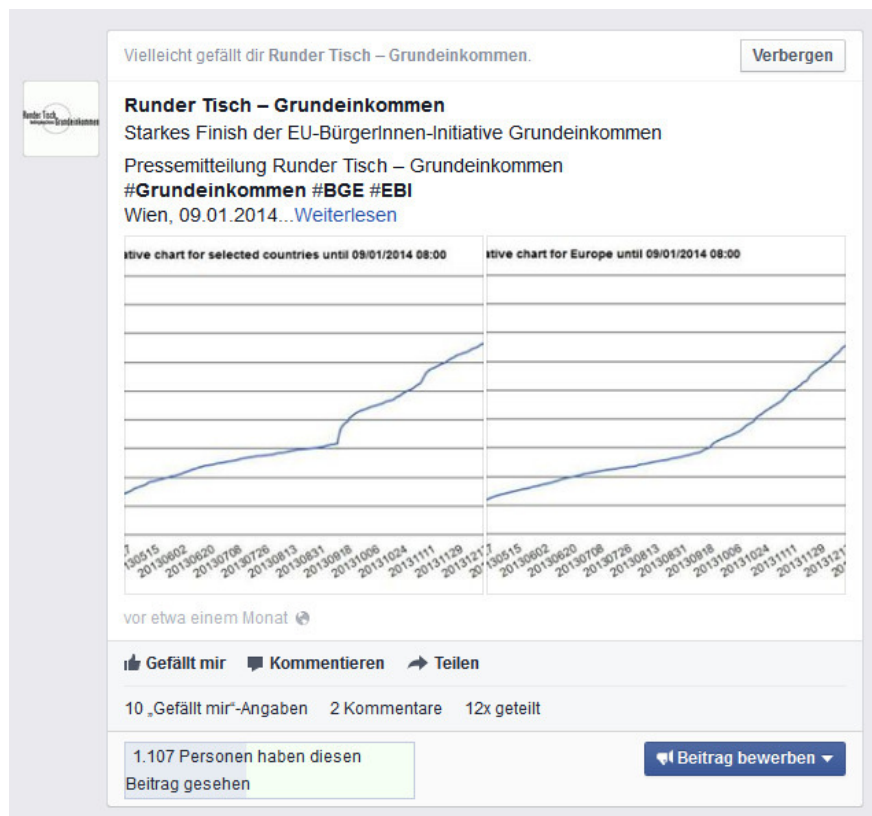 Vielleicht gefällt dir Runder Tisch – Grundeinkommen.
Verbergen
Runder Tisch
Grundeinkommen
Runder Tisch – Grundeinkommen
Starkes Finish der EU-BürgerInnen-Initiative Grundeinkommen
Pressemitteilung Runder Tisch – Grundeinkommen
#Grundeinkommen #BGE #EBI
Wien, 09.01.2014...Weiterlesen
ative chart for selected countries until 09/01/2014 08:00
ative chart for Europe until 09/01/2014 08:00
20130602 20130620 20130708 20130726 20130813 20130831 20130918 20131006 20131024 20131111 20131129
20130602 20130620 20130708 20130726 20130813 20130831 20130918 20131006 20131024 20131111 20131129
vor etwa einem Monat
Gefällt mir Kommentieren Teilen
10 „Gefällt mir“-Angaben 2 Kommentare 12x geteilt
1.107 Personen haben diesen
Beitrag gesehen
Beitrag bewerben